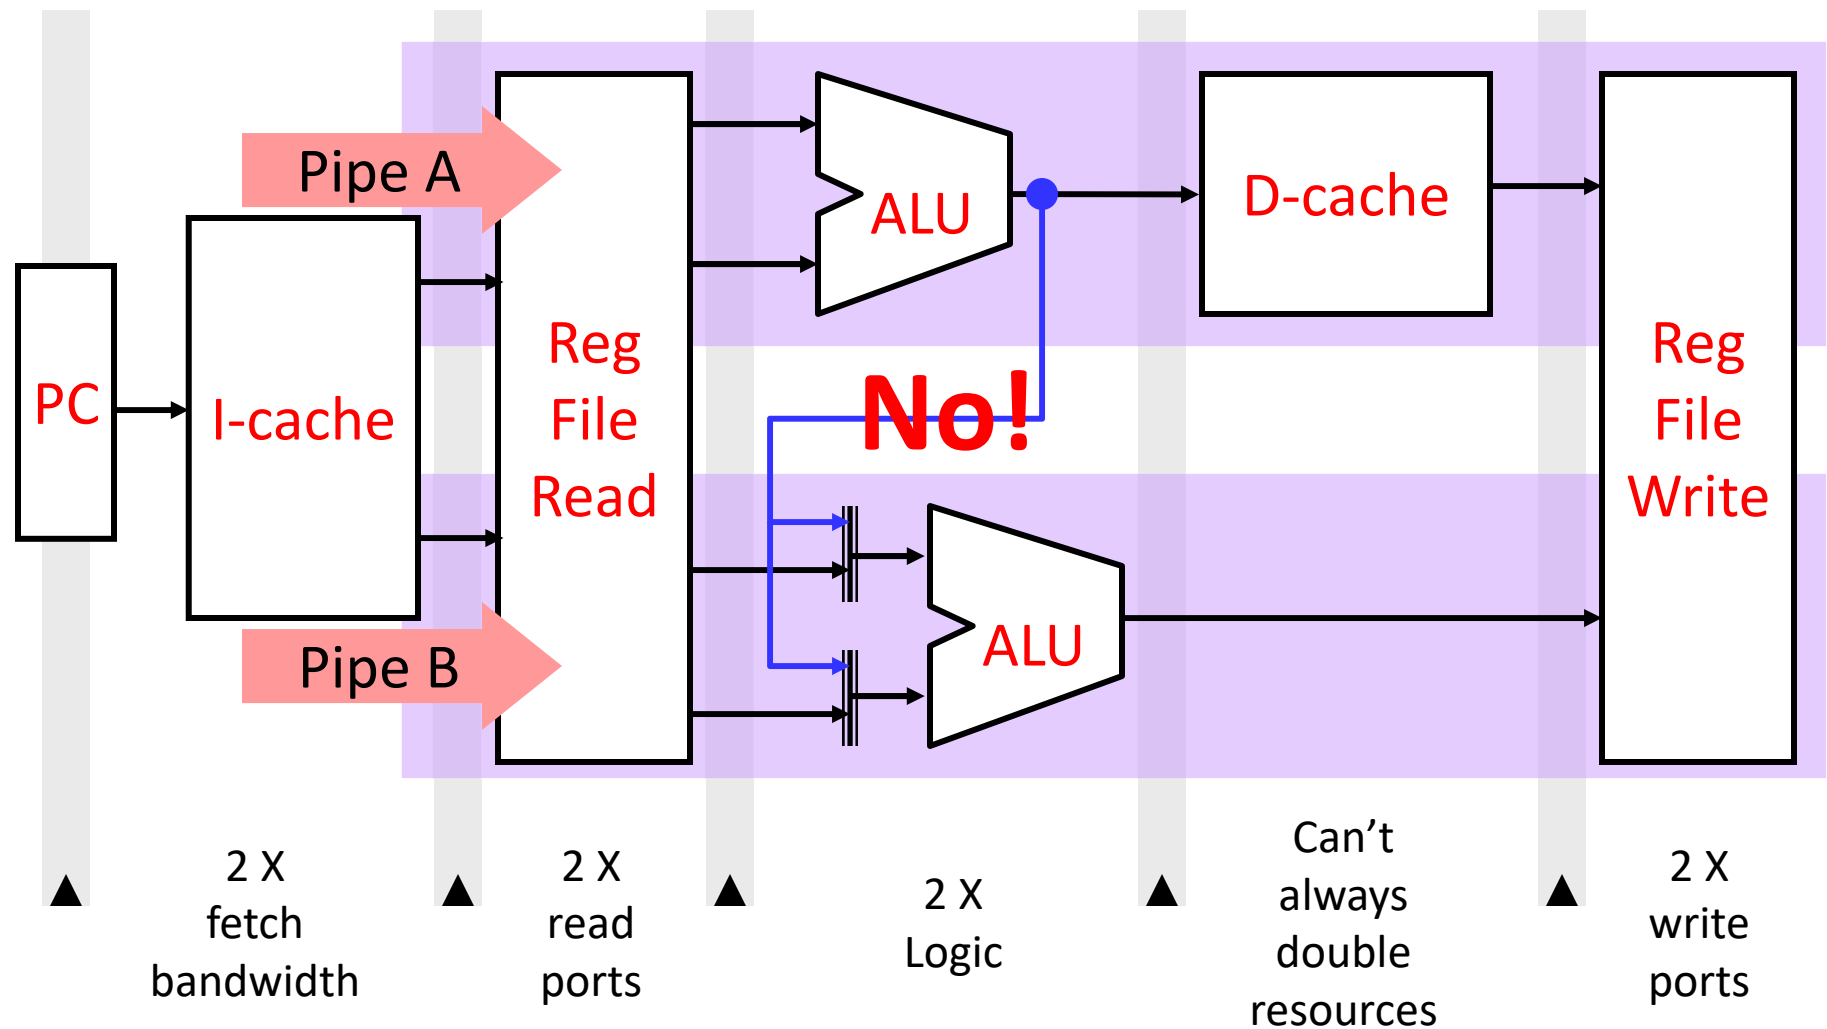 Pipe A
PC
I-cache
Pipe B
Reg
File
Read
ALU
No!
ALU
D-cache
Reg
File
Write
2 X
fetch
bandwidth
2 X
read
ports
2 X
Logic
Can’t
always
double
resources
2 X
write
ports